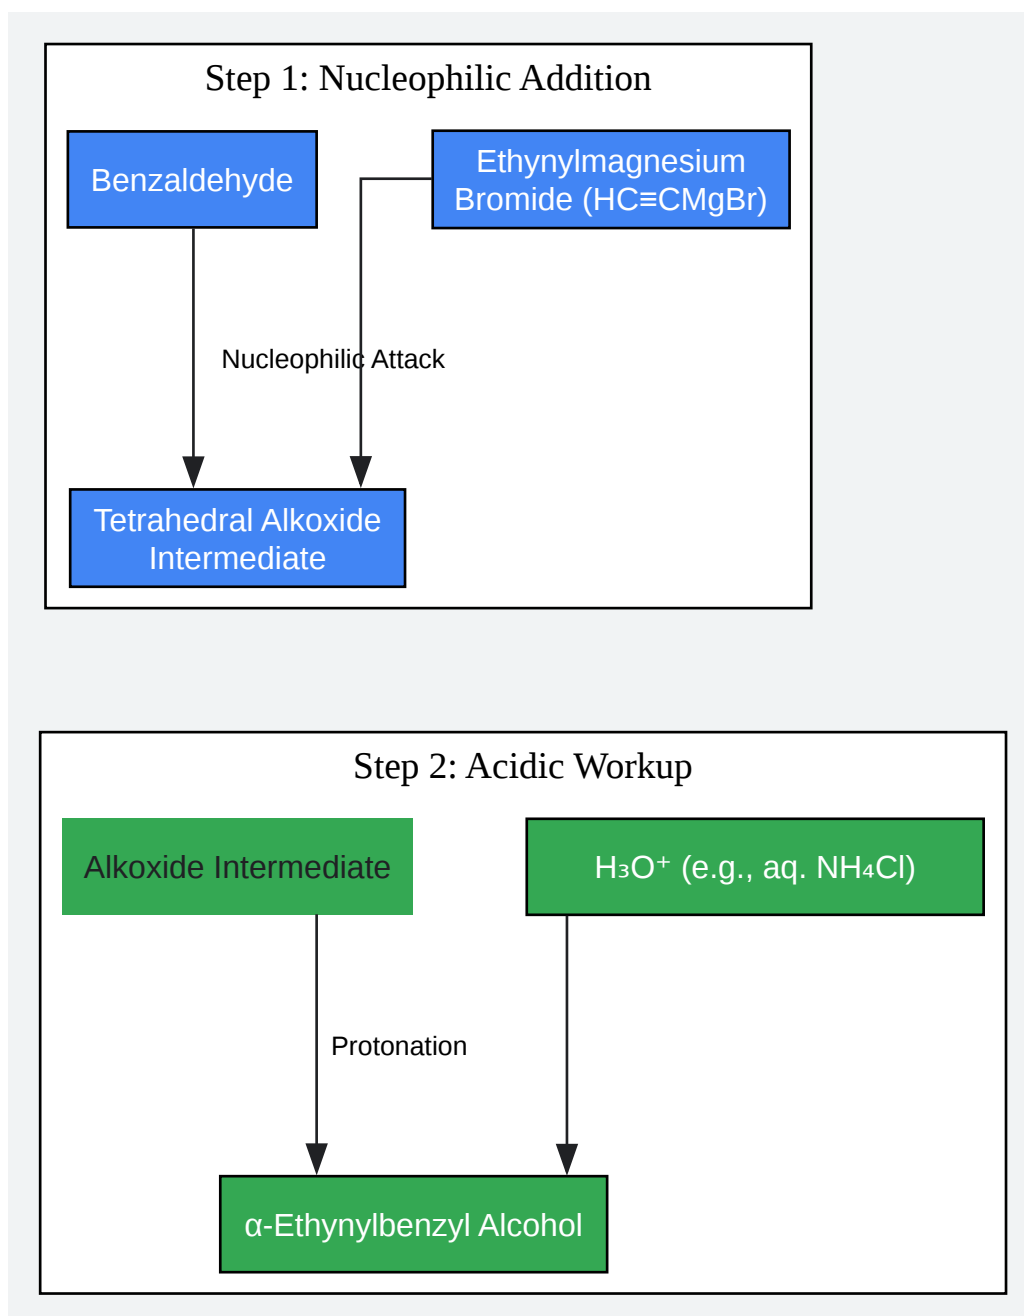 Step 1: Nucleophilic Addition
Benzaldehyde
Ethynylmagnesium
Bromide (HC≡CMgBr)
Nucleophilic Attack
Tetrahedral Alkoxide
Intermediate
Step 2: Acidic Workup
Alkoxide Intermediate
H₃O⁺ (e.g., aq. NH₄Cl)
Protonation
α-Ethynylbenzyl Alcohol